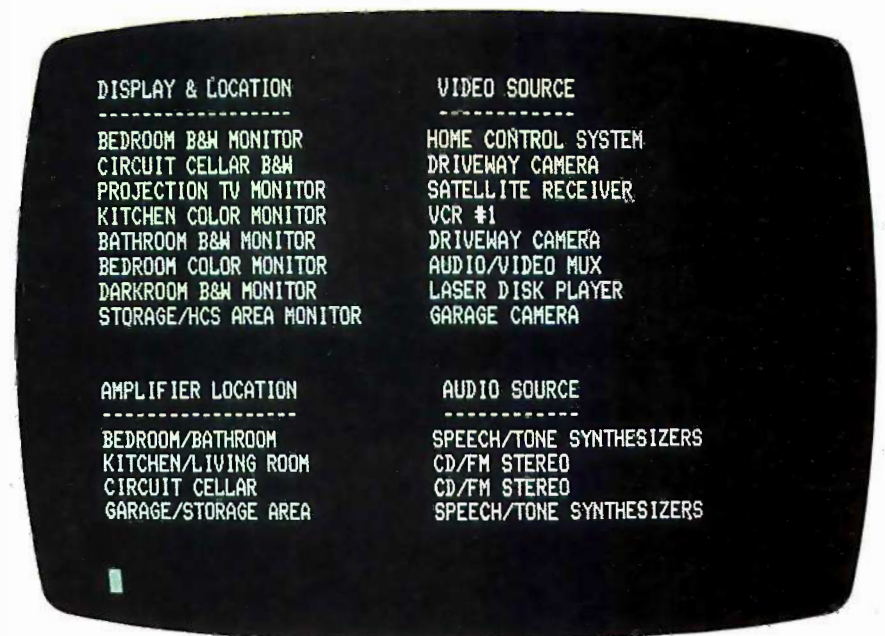 DISPLAY & LOCATION VIDEO SOURCE
------------------ ------------
BEDROOM B&W MONITOR HOME CONTROL SYSTEM
CIRCUIT CELLAR B&W DRIVEWAY CAMERA
PROJECTION TV MONITOR SATELLITE RECEIVER
KITCHEN COLOR MONITOR VCR #1
BATHROOM B&W MONITOR DRIVEWAY CAMERA
BEDROOM COLOR MONITOR AUDIO/VIDEO MUX
DARKROOM B&W MONITOR LASER DISK PLAYER
STORAGE/HCS AREA MONITOR GARAGE CAMERA
AMPLIFIER LOCATION AUDIO SOURCE
------------------ ------------
BEDROOM/BATHROOM SPEECH/TONE SYNTHESIZERS
KITCHEN/LIVING ROOM CD/FM STEREO
CIRCUIT CELLAR CD/FM STEREO
GARAGE/STORAGE AREA SPEECH/TONE SYNTHESIZERS